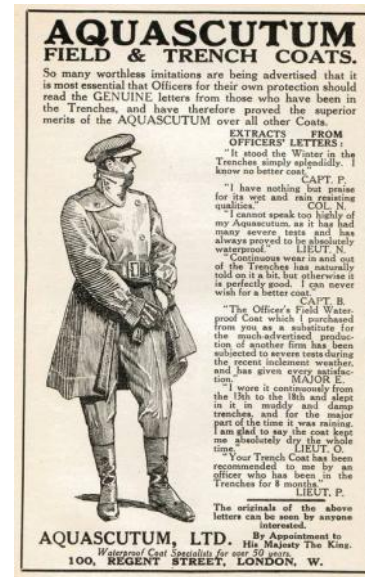 AQUASCUTUM
FIELD & TRENCH COATS.
So many worthless imitations are being advertised that it
is most essential that Officers for their own protection should
read the GENUINE letters from those who have been in
the Trenches, and have therefore proved the superior
merits of the AQUASCUTUM over all other Coats.
EXTRACTS FROM
OFFICERS' LETTERS:
"It stood the Winter in the
Trenches simply splendidly. I
know no better coat."
CAPT. P.
"I have nothing but praise
for its wet and rain resisting
qualities." COL. N.
"I cannot speak too highly of
my Aquascutum, as it has had
many severe tests and has
always proved to be absolutely
waterproof." LIEUT. N.
"Continuous wear in and out
of the Trenches has naturally
told on it a bit, but otherwise it
is perfectly good. I can never
wish for a better coat."
CAPT. B.
"The Officer's Field Water-
proof Coat which I purchased
from you as a substitute for
the much-advertised produc-
tion of another firm has been
subjected to severe tests during
the recent inclement weather,
and has given every satisfac-
tion." MAJOR E.
"I wore it continuously from
the 13th to the 18th and slept
in it in muddy and damp
trenches, and for the major
part of the time it was raining.
I am glad to say the coat kept
me absolutely dry the whole
time. LIEUT. O.
"Your Trench Coat has been
recommended to me by an
officer who has been in the
Trenches for 8 months."
LIEUT. P.
The originals of the above
letters can be seen by anyone
interested.
AQUASCUTUM, LTD. By Appointment to
His Majesty The King.
Waterproof Coat Specialists for over 50 years.
100, REGENT STREET, LONDON, W.